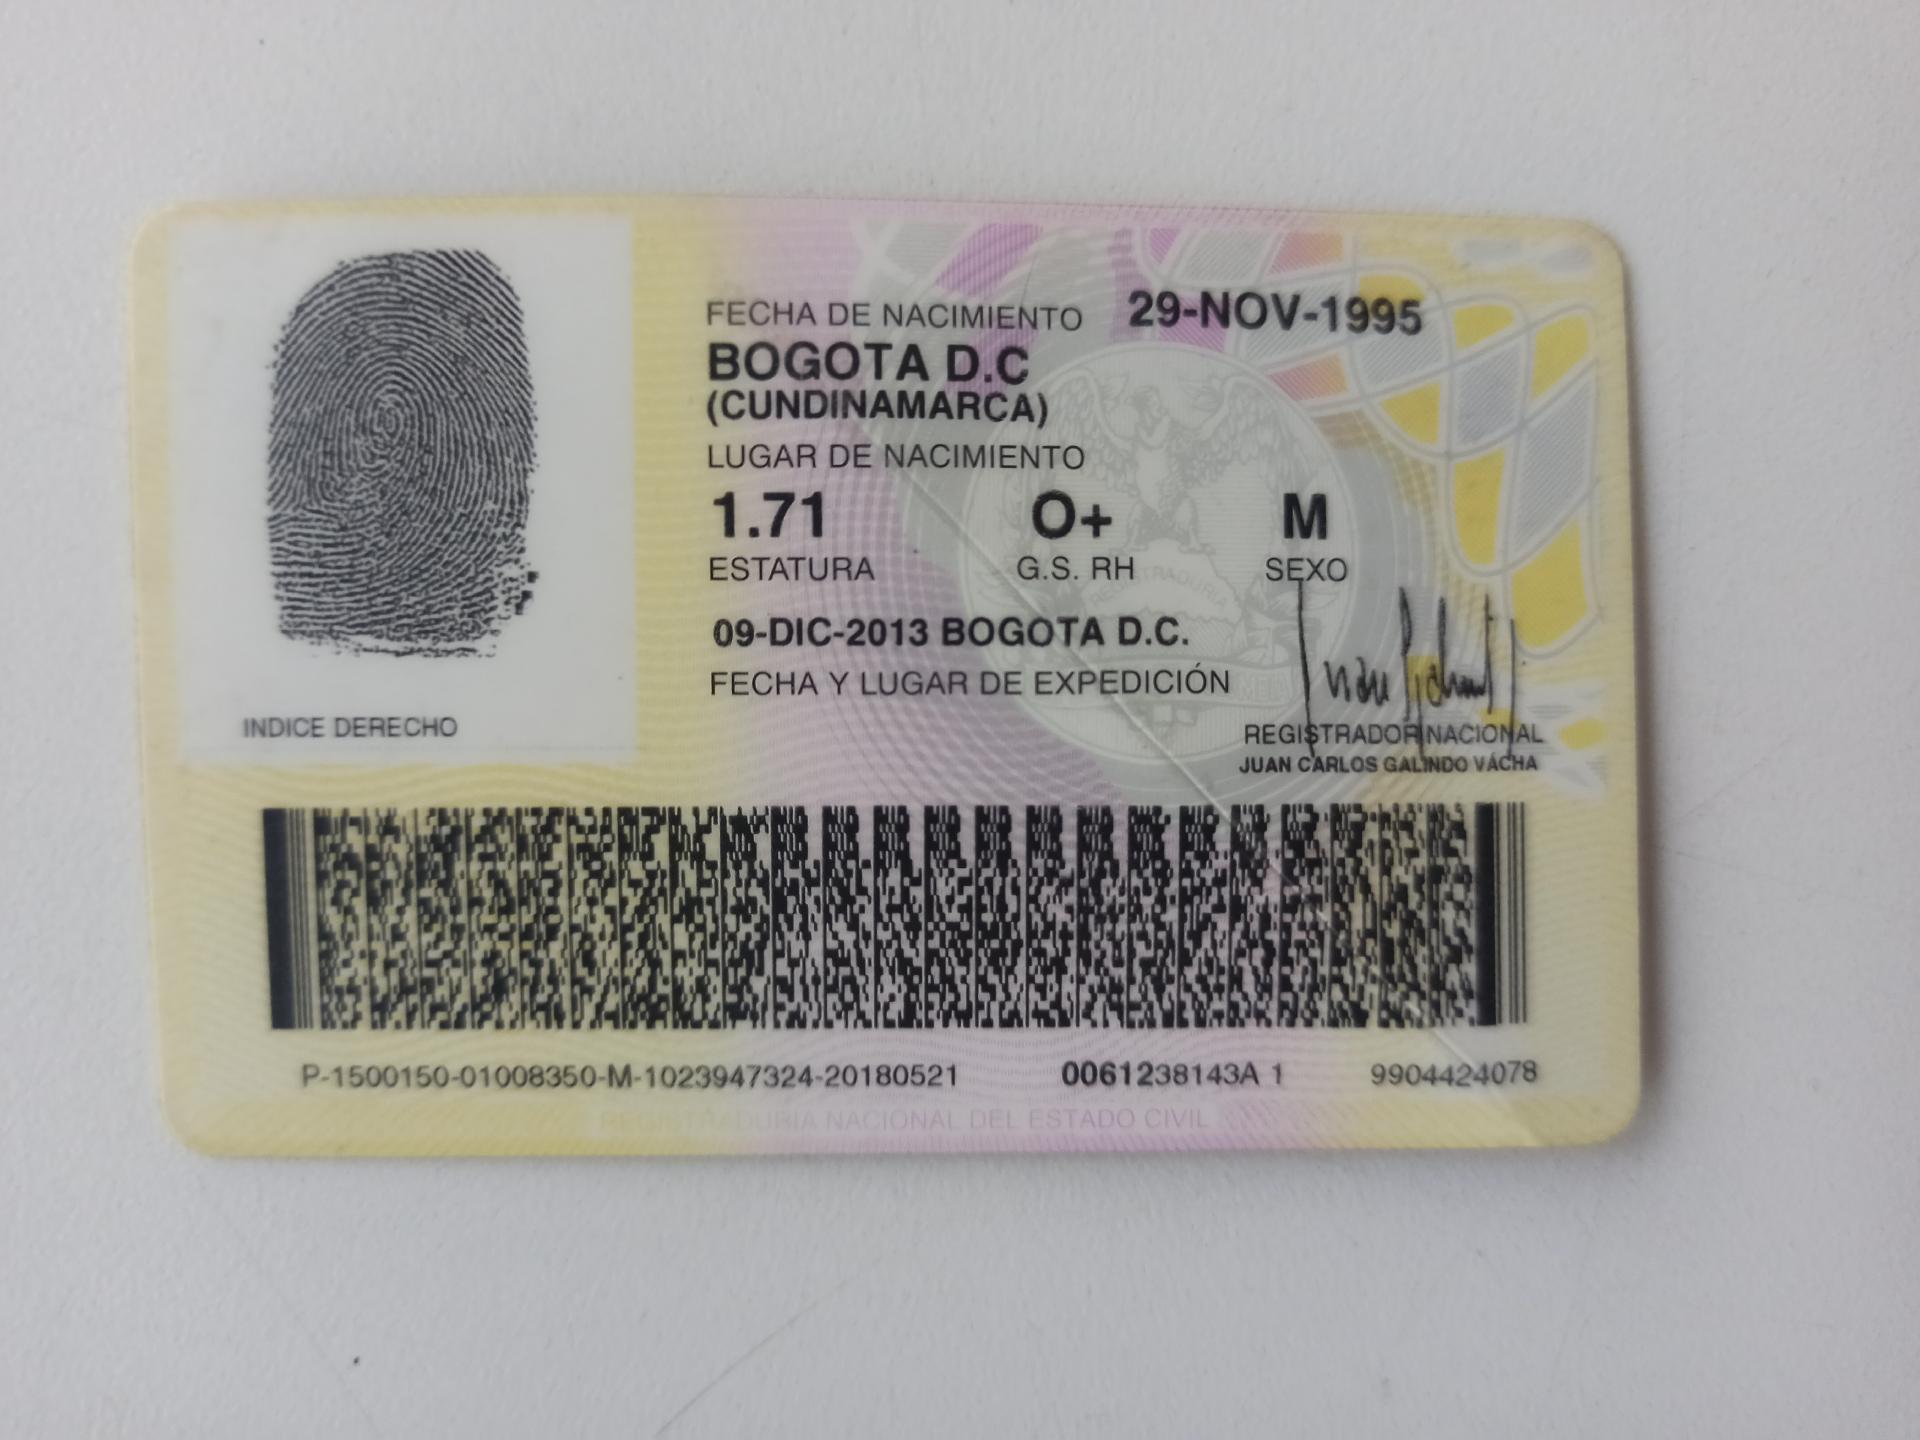 FECHA DE NACIMIENTO 29-NOV-1995
BOGOTA D.C
(CUNDINAMARCA)
LUGAR DE NACIMIENTO
1.71 O+ M
ESTATURA G.S. RH SEXO
09-DIC-2013 BOGOTA D.C.
FECHA Y LUGAR DE EXPEDICIÓN
INDICE DERECHO
REGISTRADOR NACIONAL
JUAN CARLOS GALINDO VÁCHA
P-1500150-01008350-M-1023947324-20180521 0061238143A 1 9904424078
REGISTRADURIA NACIONAL DEL ESTADO CIVIL